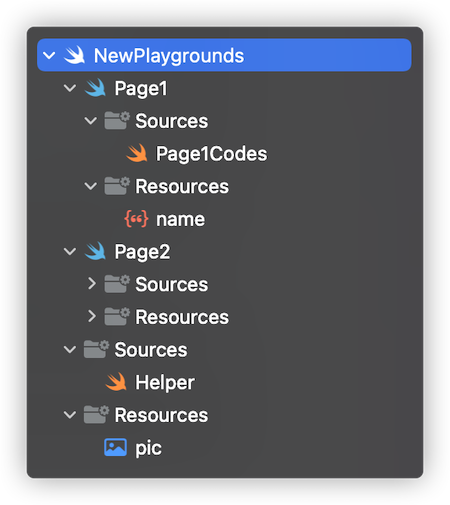 NewPlaygrounds
Page1
Sources
Page1Codes
Resources
name
Page2
Sources
Resources
Sources
Helper
Resources
pic